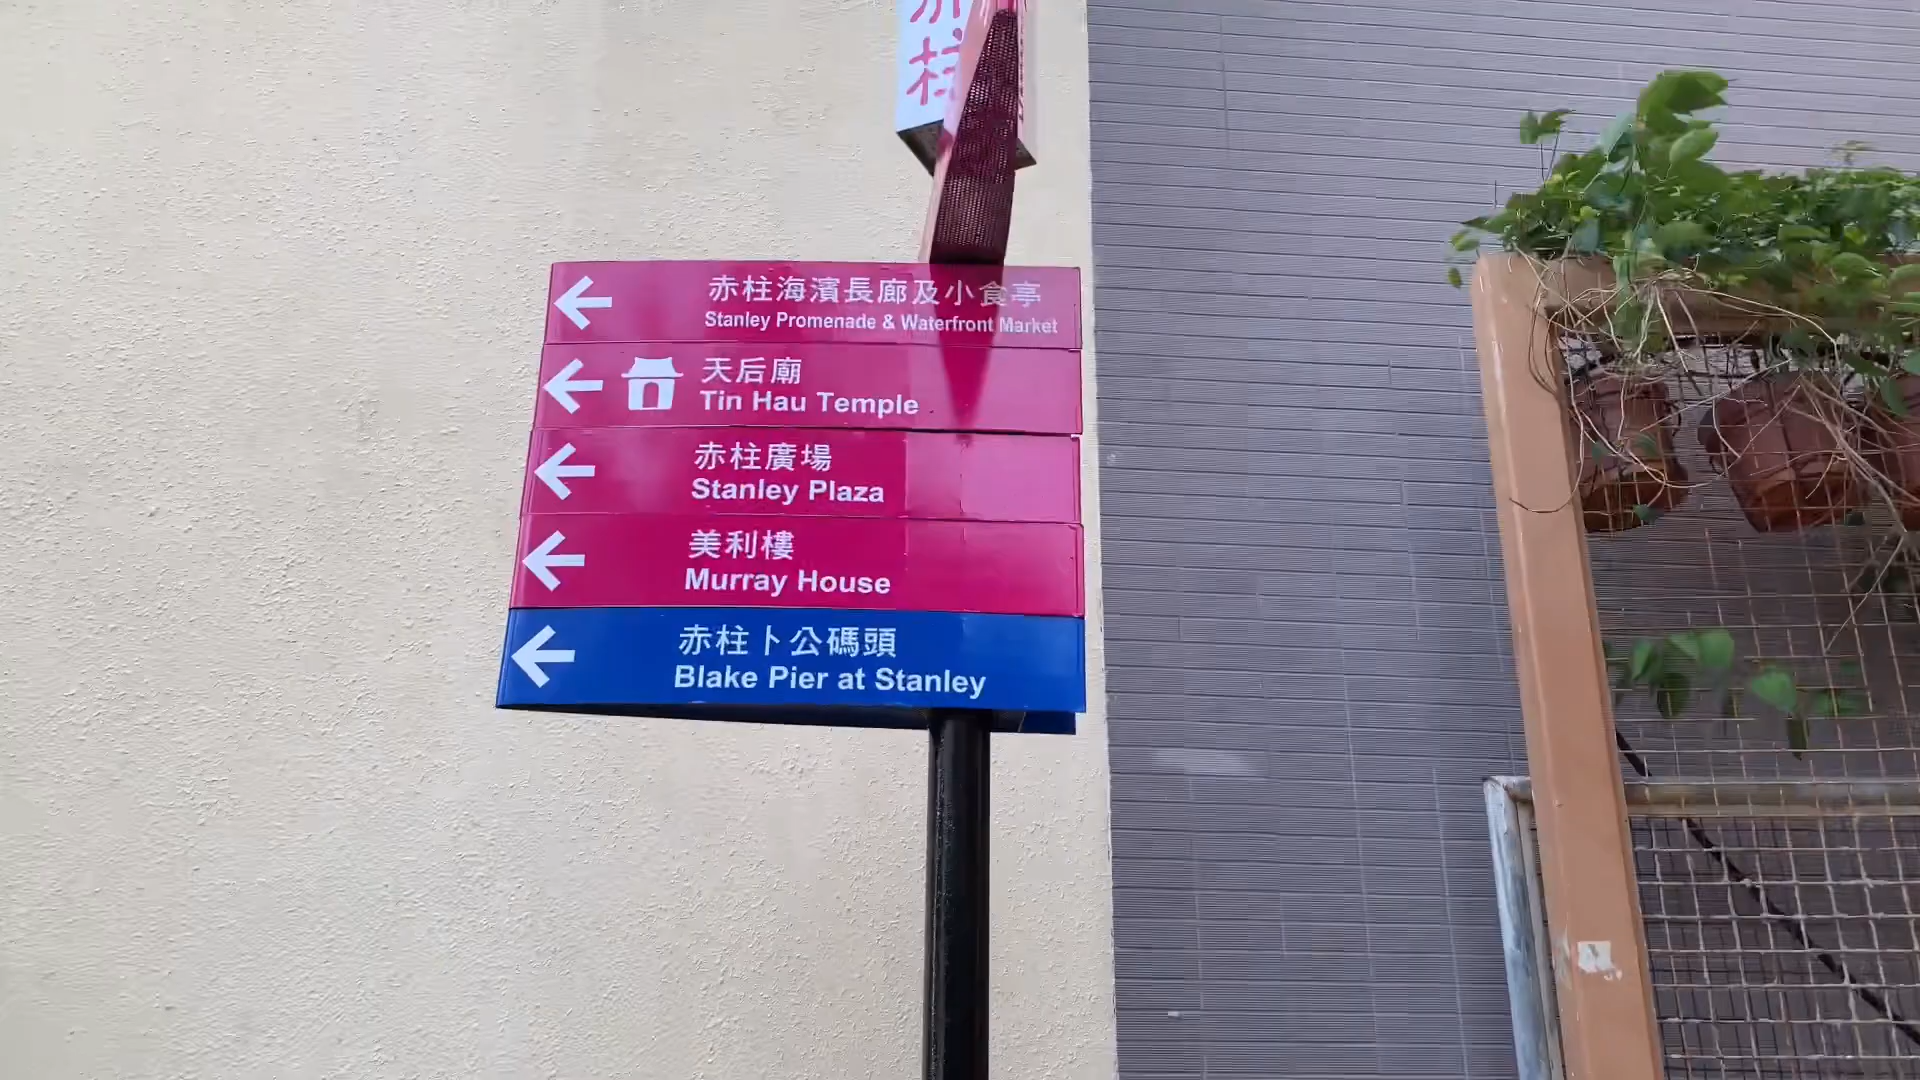 赤柱
赤柱海濱長廊及小食亭
Stanley Promenade & Waterfront Market
天后廟
Tin Hau Temple
赤柱廣場
Stanley Plaza
美利樓
Murray House
赤柱卜公碼頭
Blake Pier at Stanley